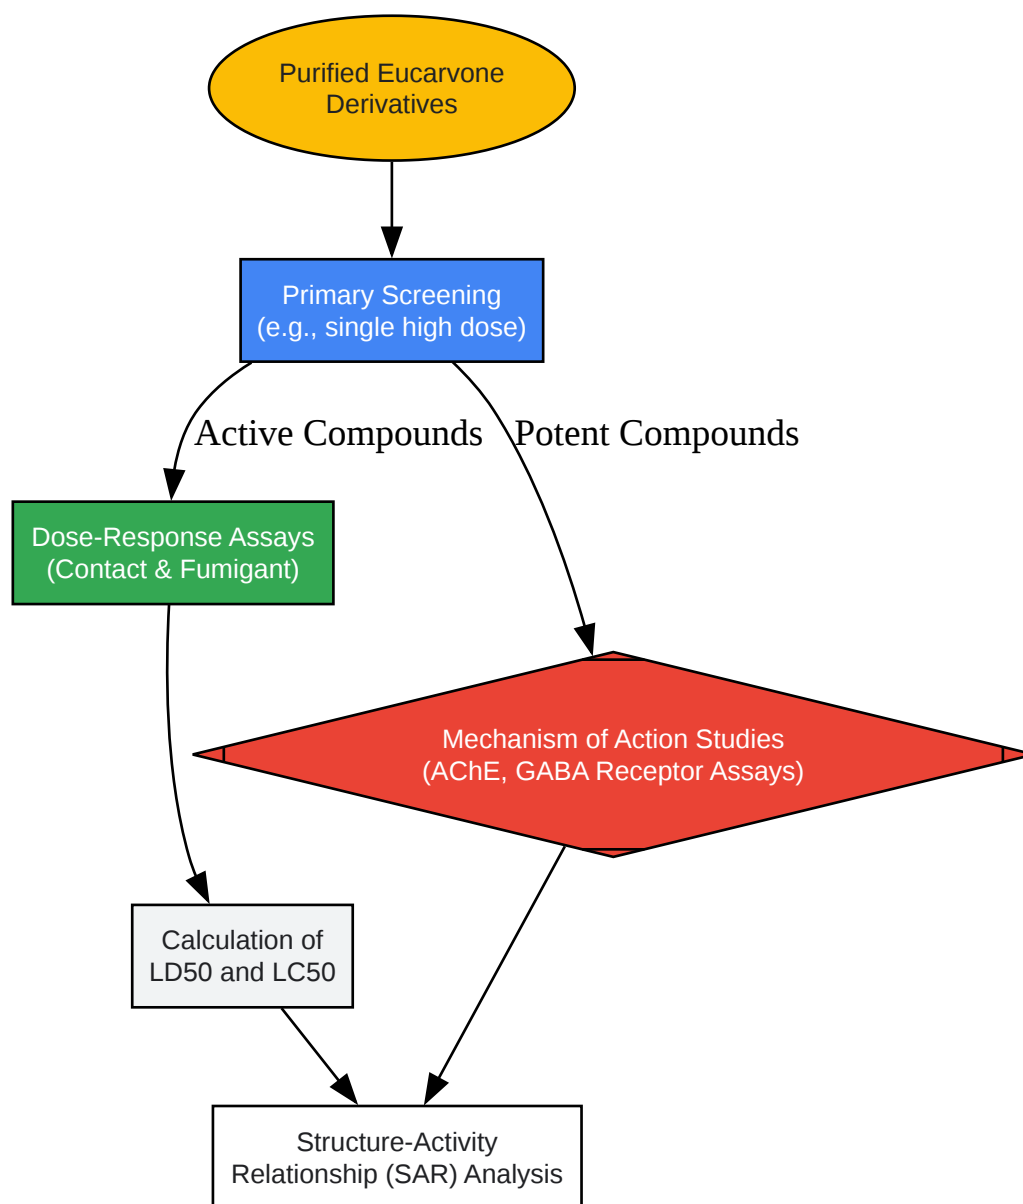 Purified Eucarvone
Derivatives
Primary Screening
(e.g., single high dose)
Active Compounds
Potent Compounds
Dose-Response Assays
(Contact & Fumigant)
Mechanism of Action Studies
(AChE, GABA Receptor Assays)
Calculation of
LD50 and LC50
Structure-Activity
Relationship (SAR) Analysis